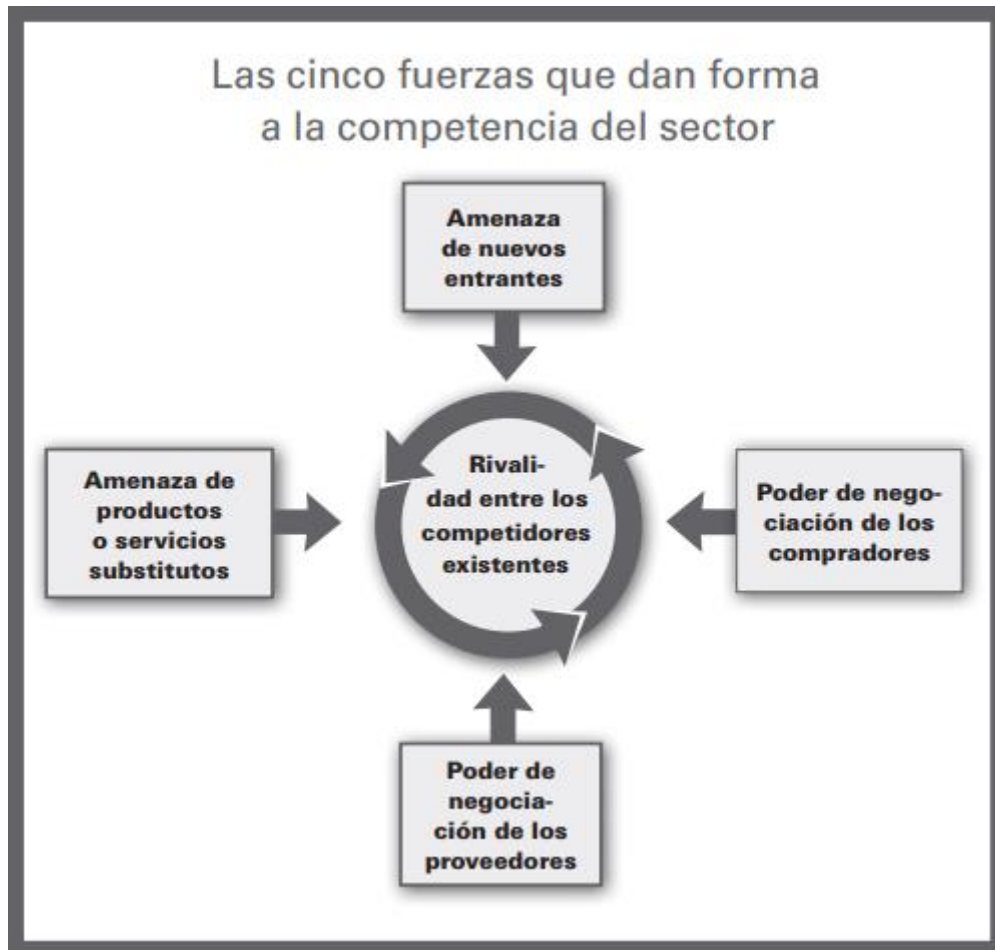 Las cinco fuerzas que dan forma
a la competencia del sector
Amenaza
de nuevos
entrantes
Amenaza de
productos
o servicios
substitutos
Rivali-
dad entre los
competidores
existentes
Poder de nego-
ciación de los
compradores
Poder de
negocia-
ción de los
proveedores